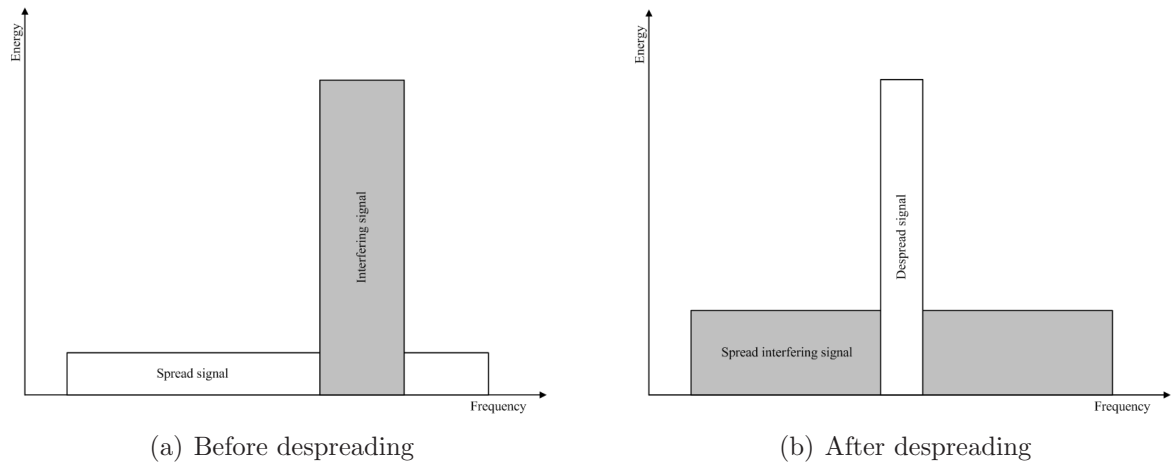 Energy
Interfering signal
Spread signal
Frequency
(a) Before despreading
Energy
Despread signal
Spread interfering signal
Frequency
(b) After despreading